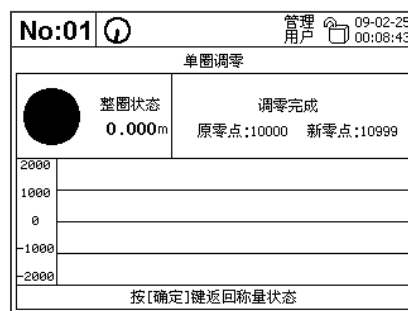 No:01
管理 09-02-25
用户 00:08:43
单圈调零
整圈状态
0.000m
调零完成
原零点:10000 新零点:10999
2000
1000
0
-1000
-2000
按[确定]键返回称量状态